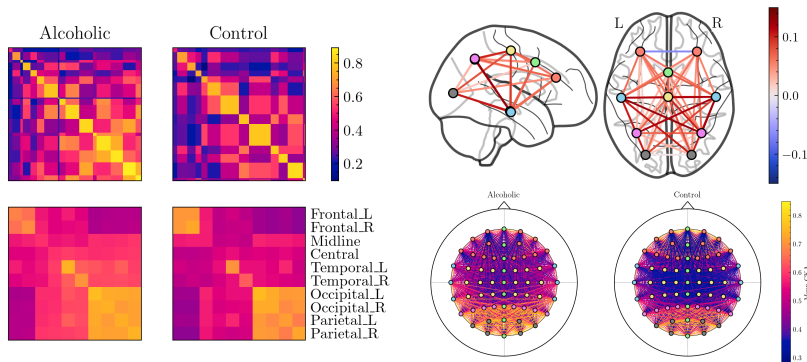 Alcoholic
Control
0.8
0.6
0.4
0.2
L
R
0.1
0.0
−0.1
Frontal_L
Frontal_R
Midline
Central
Temporal_L
Temporal_R
Occipital_L
Occipital_R
Parietal_L
Parietal_R
Alcoholic
Control
0.8
0.7
0.6
0.5
0.4
0.3